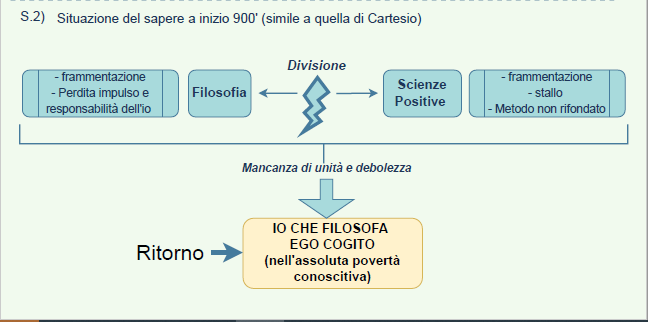 S.2) Situazione del sapere a inizio 900' (simile a quella di Cartesio)
Divisione
- frammentazione
- Perdita impulso e
responsabilità dell'io
Filosofia
Scienze
Positive
- frammentazione
- stallo
- Metodo non rifondato
Mancanza di unità e debolezza
Ritorno
IO CHE FILOSOFA
EGO COGITO
(nell'assoluta povertà
conoscitiva)